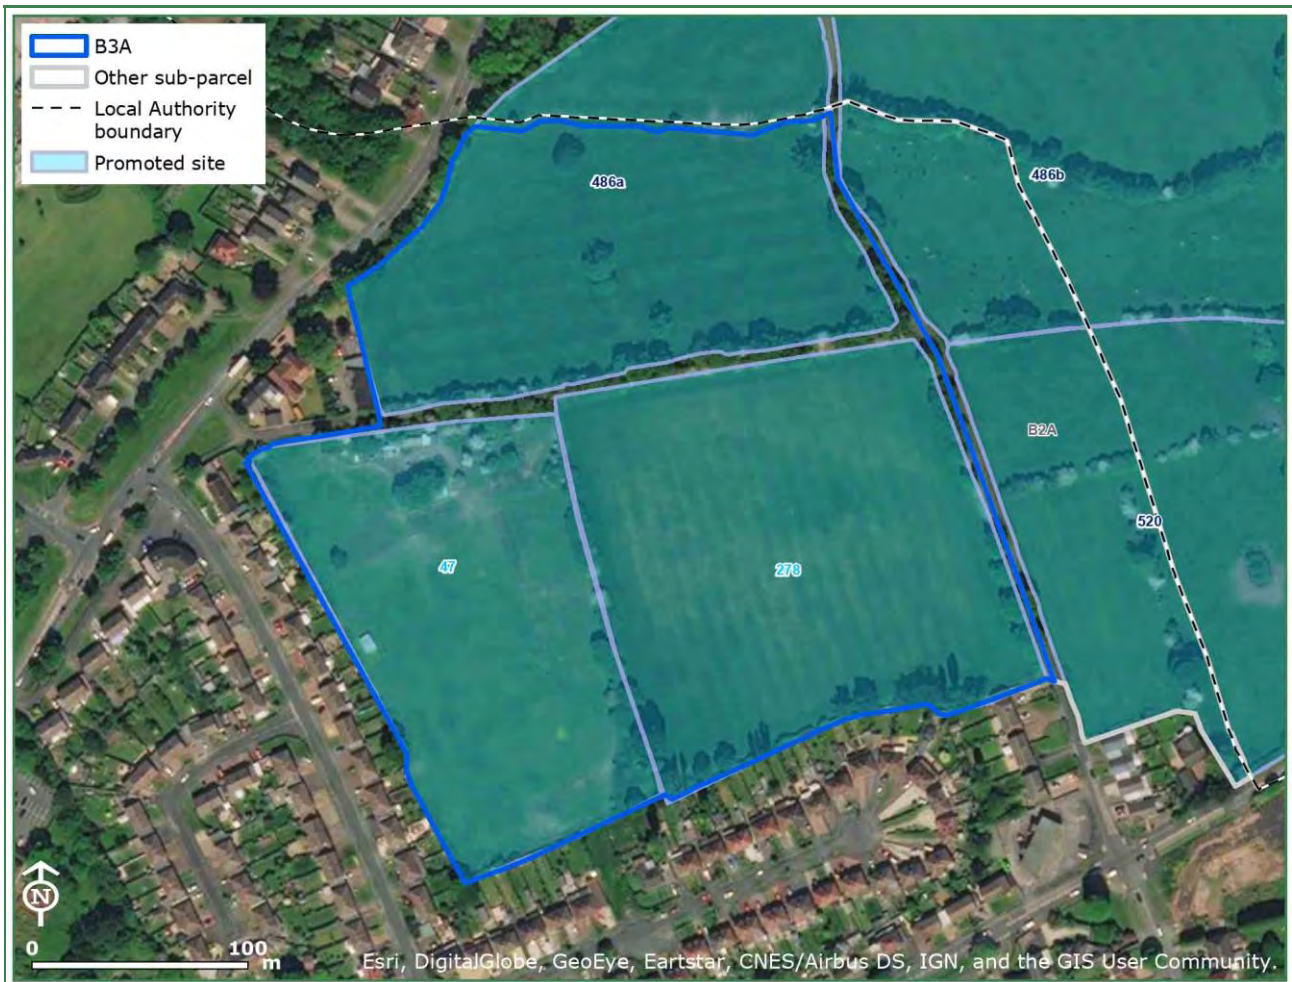 B3A
Other sub-parcel
Local Authority
boundary
Promoted site
486a
486b
B2A
520
47
278
N
0 100
m
Esri, DigitalGlobe, GeoEye, Eartstar, CNES/Airbus DS, IGN, and the GIS User Community.